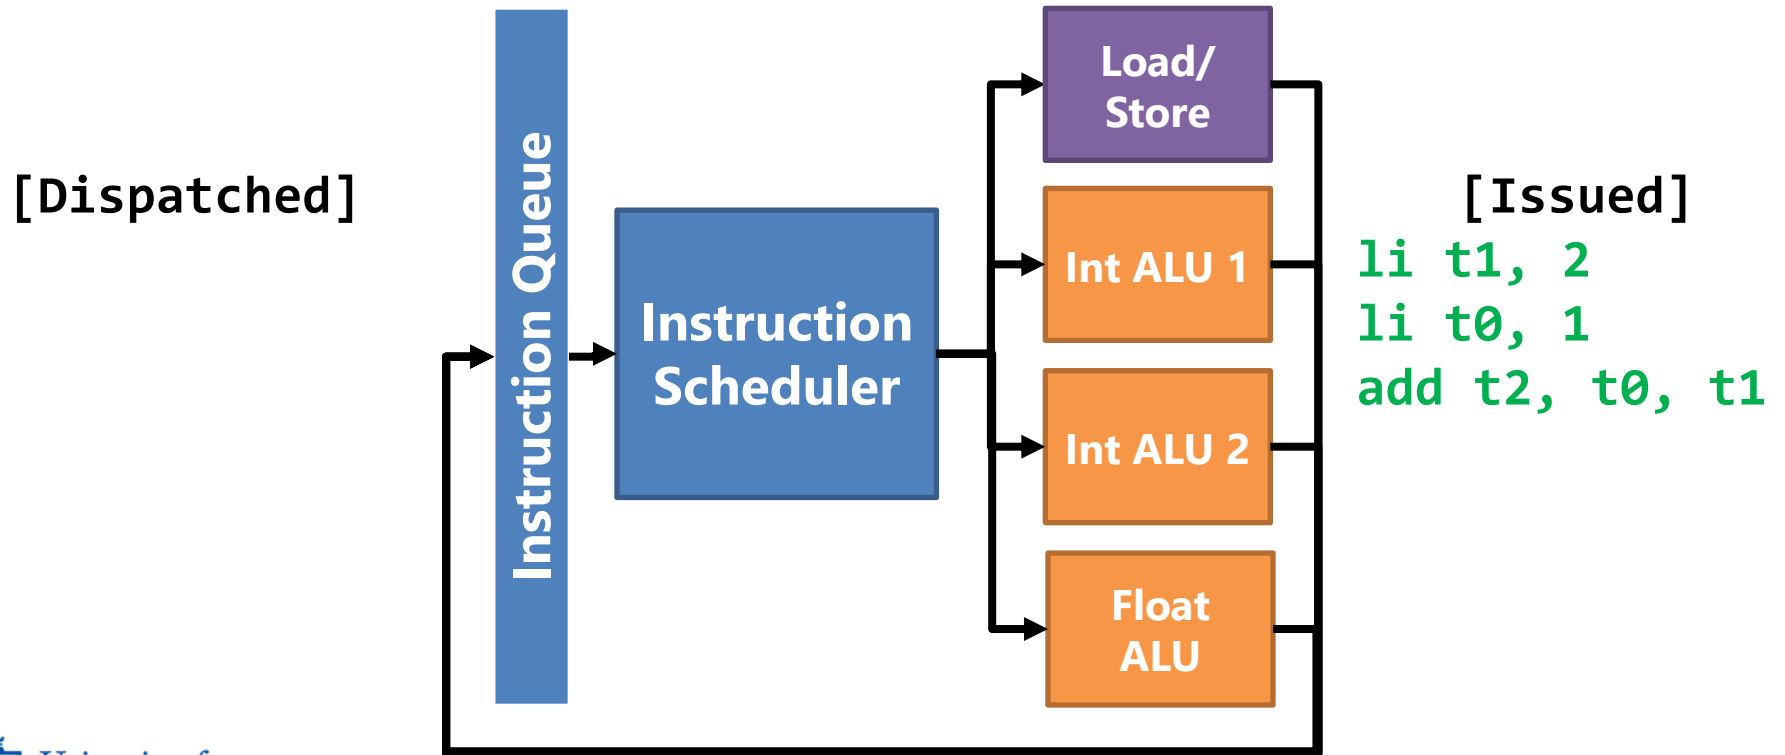 [Dispatched]
Instruction Queue
Instruction
Scheduler
Load/
Store
Int ALU 1
Int ALU 2
Float
ALU
[Issued]
li t1, 2
li t0, 1
add t2, t0, t1